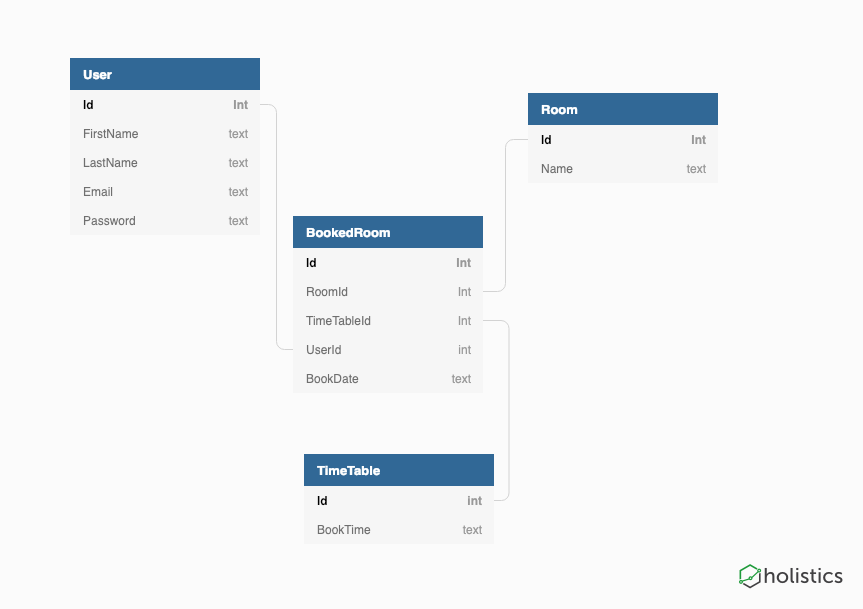 User
Id Int
FirstName text
LastName text
Email text
Password text
Room
Id Int
Name text
BookedRoom
Id Int
RoomId Int
TimeTableId Int
UserId int
BookDate text
TimeTable
Id int
BookTime text
holistics